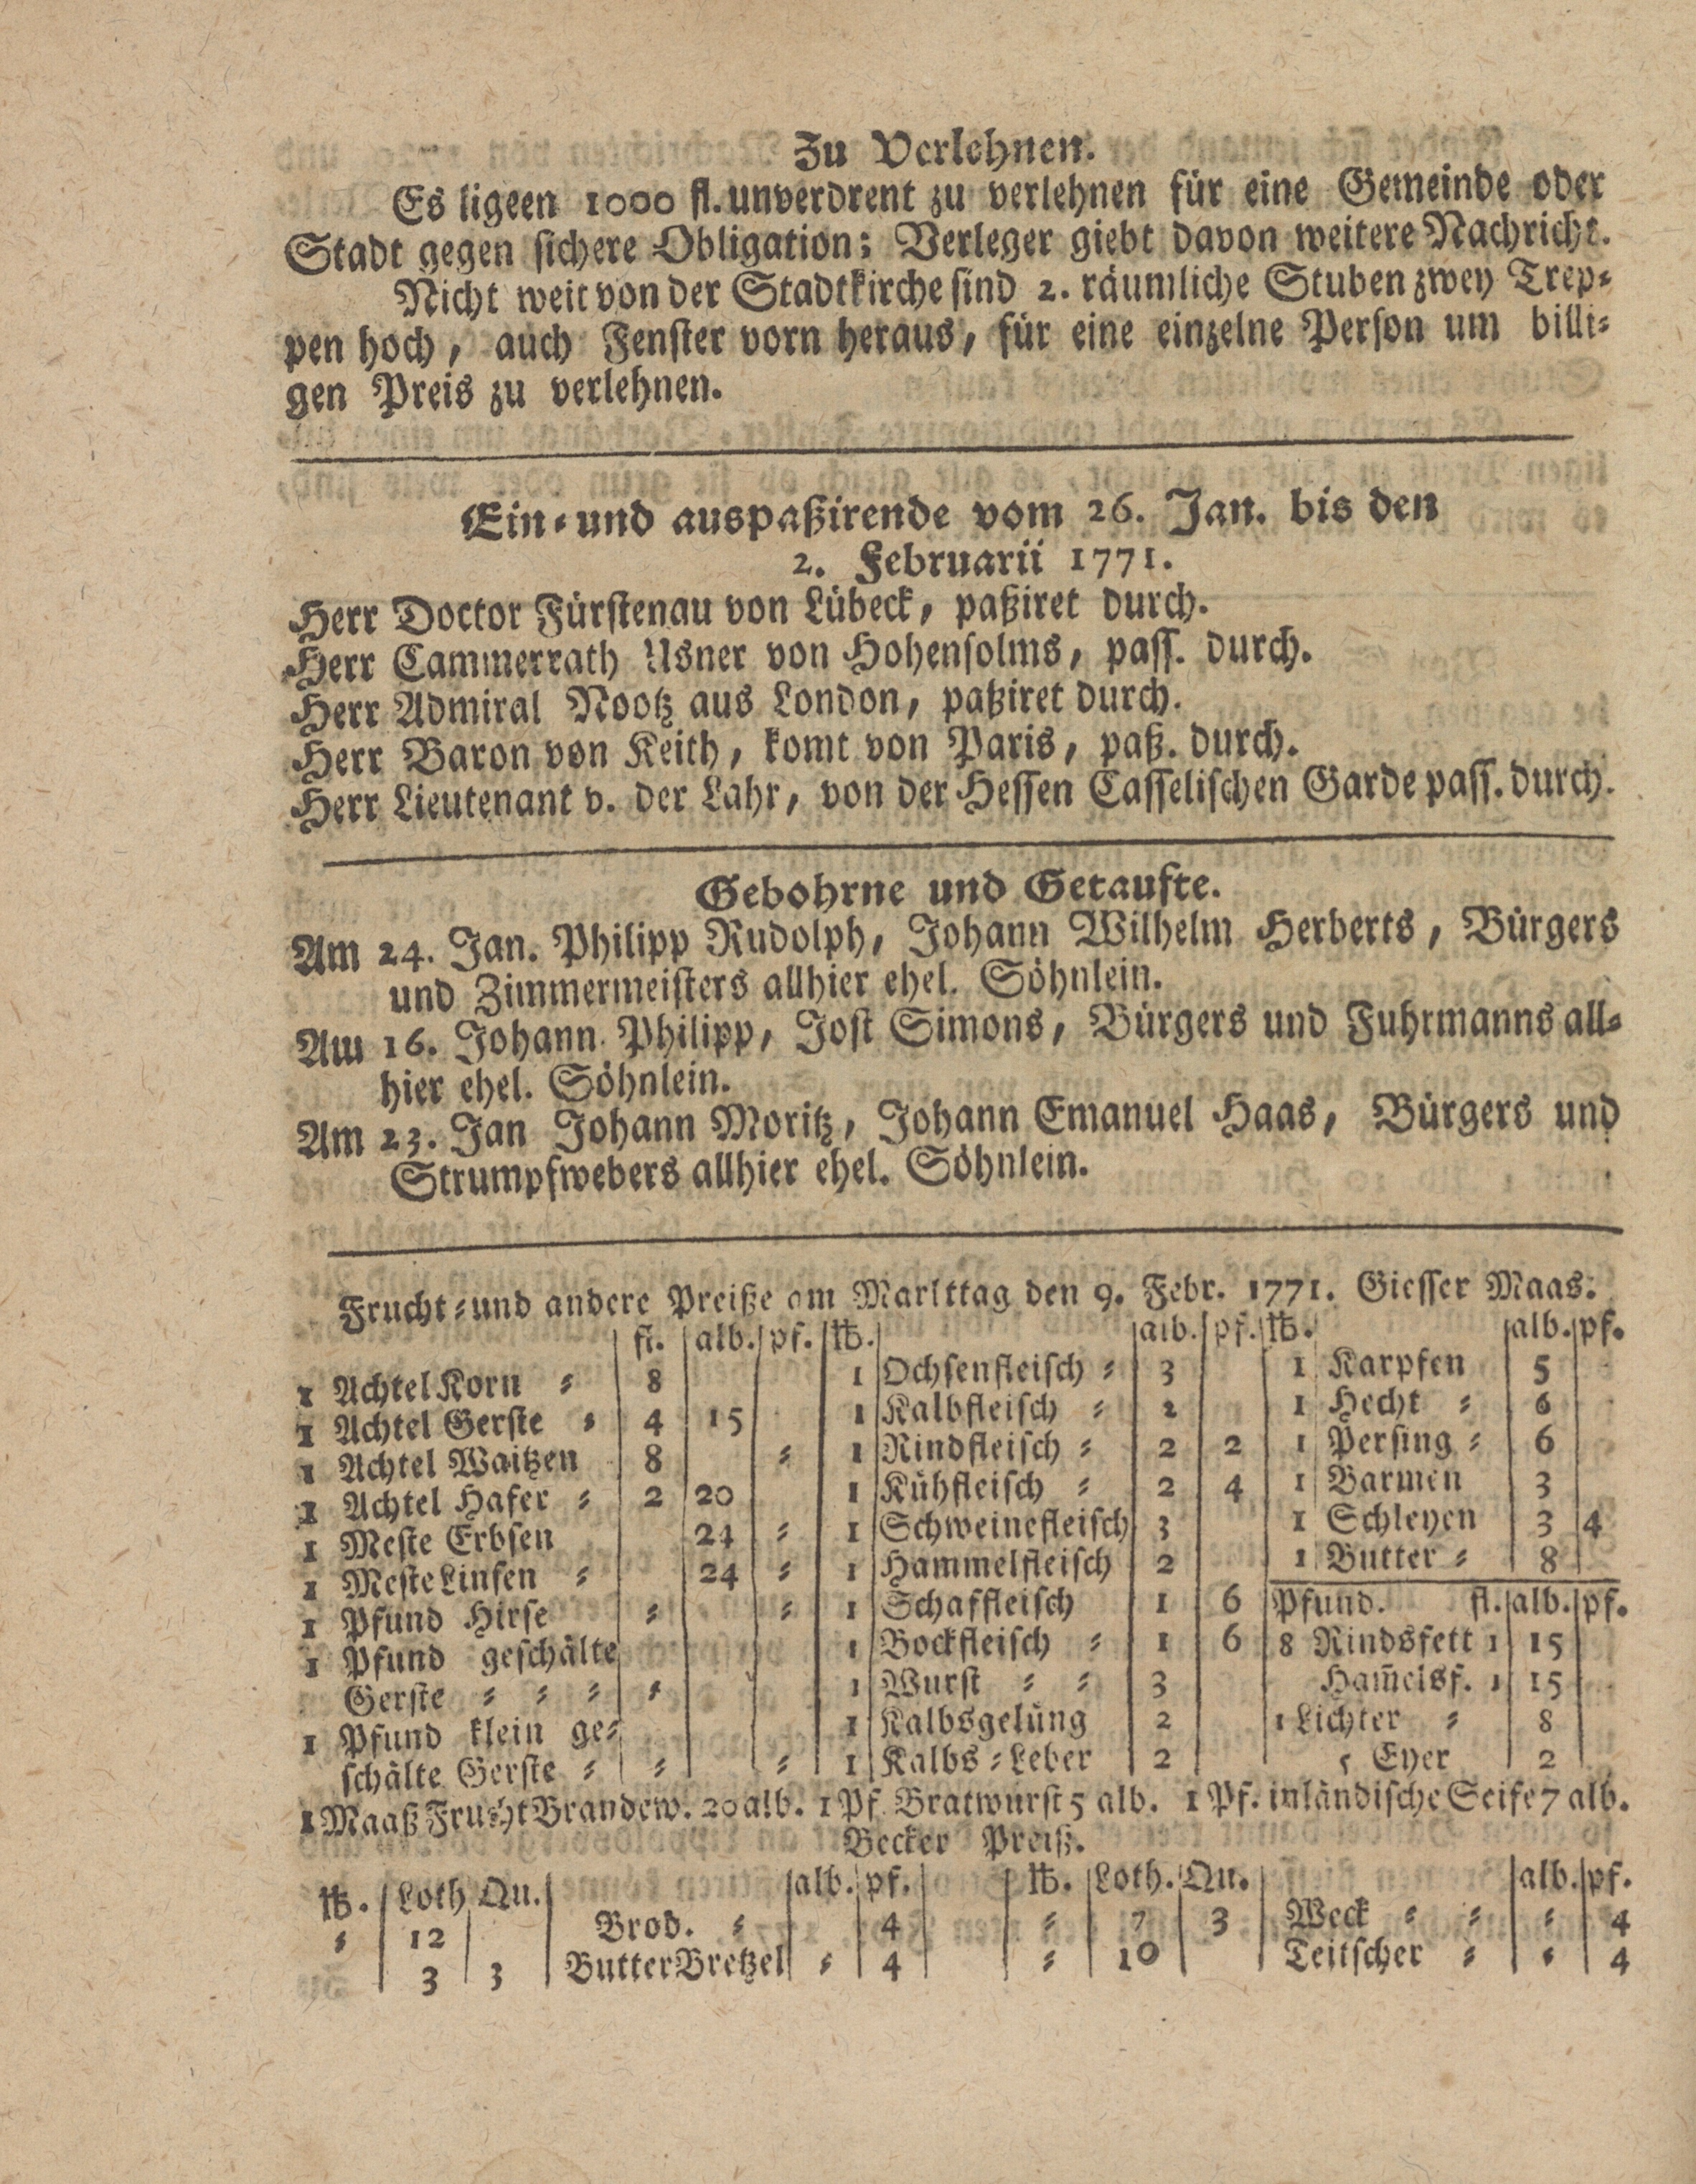 Zu Verlehnen.
Es ligeen 1000 fl. unverdrent zu verlehnen für eine Gemeinde oder
Stadt gegen sichere Obligation; Verleger giebt davon weitere Nachricht.
Nicht weit von der Stadtkirche sind 2. räumliche Stuben zwey Trep-
pen hoch, auch Fenster vorn heraus, für eine einzelne Person um billi-
gen Preis zu verlehnen.
Ein- und auspaßirende vom 26. Jan. bis den
2. Februarii 1771.
Herr Doctor Fürstenau von Lübeck, paßiret durch.
Herr Cammerrath Usner von Hohensolms, pass. durch.
Herr Admiral Nootz aus London, paßiret durch.
Herr Baron von Keith, komt von Paris, paß. durch.
Herr Lieutenant v. der Lahr, von der Hessen Casselischen Garde pass. durch.
Gebohrne und Getaufte.
Am 24. Jan. Philipp Rudolph, Johann Wilhelm Herberts, Bürgers
und Zimmermeisters allhier ehel. Söhnlein.
Am 16. Johann Philipp, Jost Simons, Bürgers und Fuhrmanns all-
hier ehel. Söhnlein.
Am 23. Jan Johann Moritz, Johann Emanuel Haas, Bürgers und
Strumpfwebers allhier ehel. Söhnlein.
Frucht- und andere Preiße am Markttag den 9. Febr. 1771. Giesser Maas.
fl. alb. pf. ℔. alb. pf. ℔. alb. pf.
1 Achtel Korn - 8 1 Ochsenfleisch - 3 1 Karpfen 5
1 Achtel Gerste - 4 15 1 Kalbfleisch - 2 1 Hecht - 6
1 Achtel Waitzen 8 - 1 Rindfleisch - 2 2 1 Persing - 6
1 Achtel Hafer - 2 20 1 Kühfleisch - 2 4 1 Barmen 3
1 Meste Erbsen 24 - 1 Schweinefleisch 3 1 Schleyen 3 4
1 Meste Linsen - 24 - 1 Hammelfleisch 2 1 Butter - 8
1 Pfund Hirse - - 1 Schaffleisch 1 6 Pfund. fl. alb. pf.
1 Pfund geschälte 1 Bockfleisch - 1 6 8 Rindsfett 1 15
Gerste - - - - 1 Wurst - - 3 Ham̄elsf. 1 15
1 Pfund klein ge- 1 Kalbsgelüng 2 1 Lichter - 8
schälte Gerste - - - 1 Kalbs-Leber 2 5 Eyer 2
1 Maaß Frucht Brandew. 20 alb. 1 Pf. Bratwurst 5 alb. 1 Pf. inländische Seife 7 alb.
Becker Preiß.
℔. Loth Qu. alb. pf. ℔. Loth. Qu. alb. pf.
- 12 Brod. - 4 - 7 3 Weck - - - 4
3 3 Butter Bretzel - 4 - 10 Teitscher - - 4